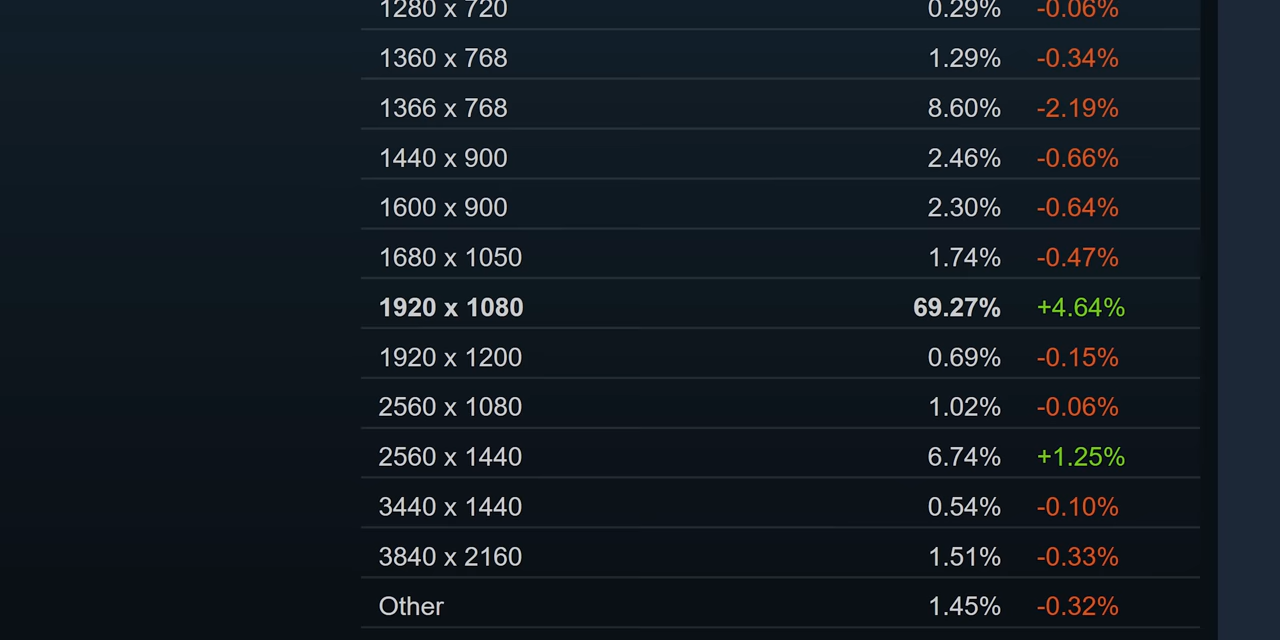 1280 x 720 0.29% -0.06%
1360 x 768 1.29% -0.34%
1366 x 768 8.60% -2.19%
1440 x 900 2.46% -0.66%
1600 x 900 2.30% -0.64%
1680 x 1050 1.74% -0.47%
1920 x 1080 69.27% +4.64%
1920 x 1200 0.69% -0.15%
2560 x 1080 1.02% -0.06%
2560 x 1440 6.74% +1.25%
3440 x 1440 0.54% -0.10%
3840 x 2160 1.51% -0.33%
Other 1.45% -0.32%